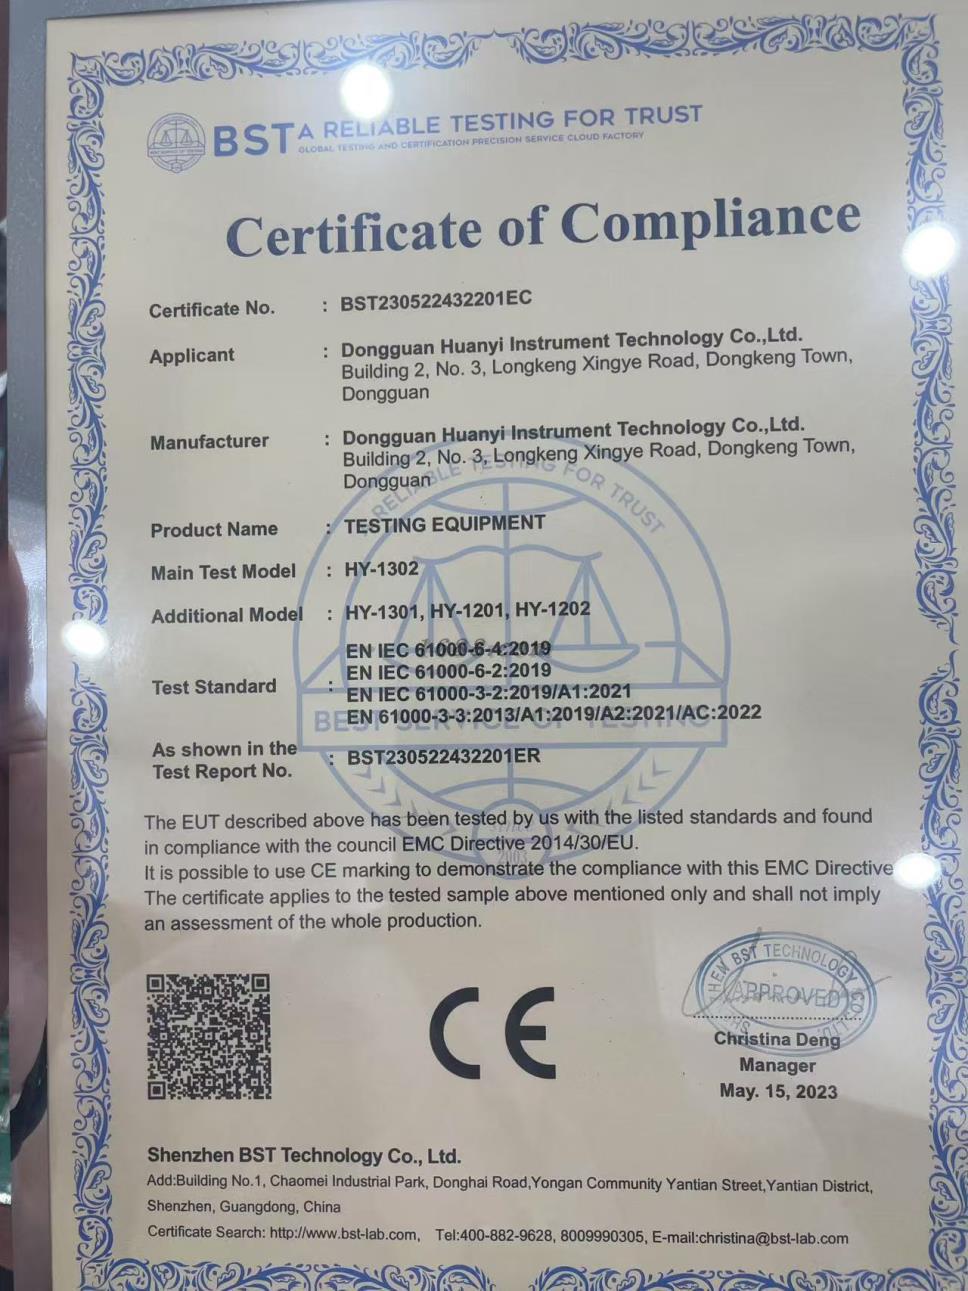 BST A RELIABLE TESTING FOR TRUST
GLOBAL TESTING AND CERTIFICATION PRECISION SERVICE CLOUD FACTORY
Certificate of Compliance
Certificate No. : BST230522432201EC
Applicant : Dongguan Huanyi Instrument Technology Co.,Ltd.
Building 2, No. 3, Longkeng Xingye Road, Dongkeng Town,
Dongguan
Manufacturer : Dongguan Huanyi Instrument Technology Co.,Ltd.
Building 2, No. 3, Longkeng Xingye Road, Dongkeng Town,
Dongguan
RELIABLE TESTING FOR TRUST
Product Name : TESTING EQUIPMENT
Main Test Model : HY-1302
Additional Model : HY-1301, HY-1201, HY-1202
EN IEC 61000-6-4:2019
EN IEC 61000-6-2:2019
Test Standard : EN IEC 61000-3-2:2019/A1:2021
EN 61000-3-3:2013/A1:2019/A2:2021/AC:2022
BEST SERVICE OF TESTING
As shown in the
Test Report No. : BST230522432201ER
The EUT described above has been tested by us with the listed standards and found
in compliance with the council EMC Directive 2014/30/EU.
It is possible to use CE marking to demonstrate the compliance with this EMC Directive
The certificate applies to the tested sample above mentioned only and shall not imply
an assessment of the whole production.
CE
BST TECHNOLOGY CO., LTD.
APPROVED
Christina Deng
Manager
May. 15, 2023
Shenzhen BST Technology Co., Ltd.
Add:Building No.1, Chaomei Industrial Park, Donghai Road,Yongan Community Yantian Street,Yantian District,
Shenzhen, Guangdong, China
Certificate Search: http://www.bst-lab.com, Tel:400-882-9628, 8009990305, E-mail:christina@bst-lab.com